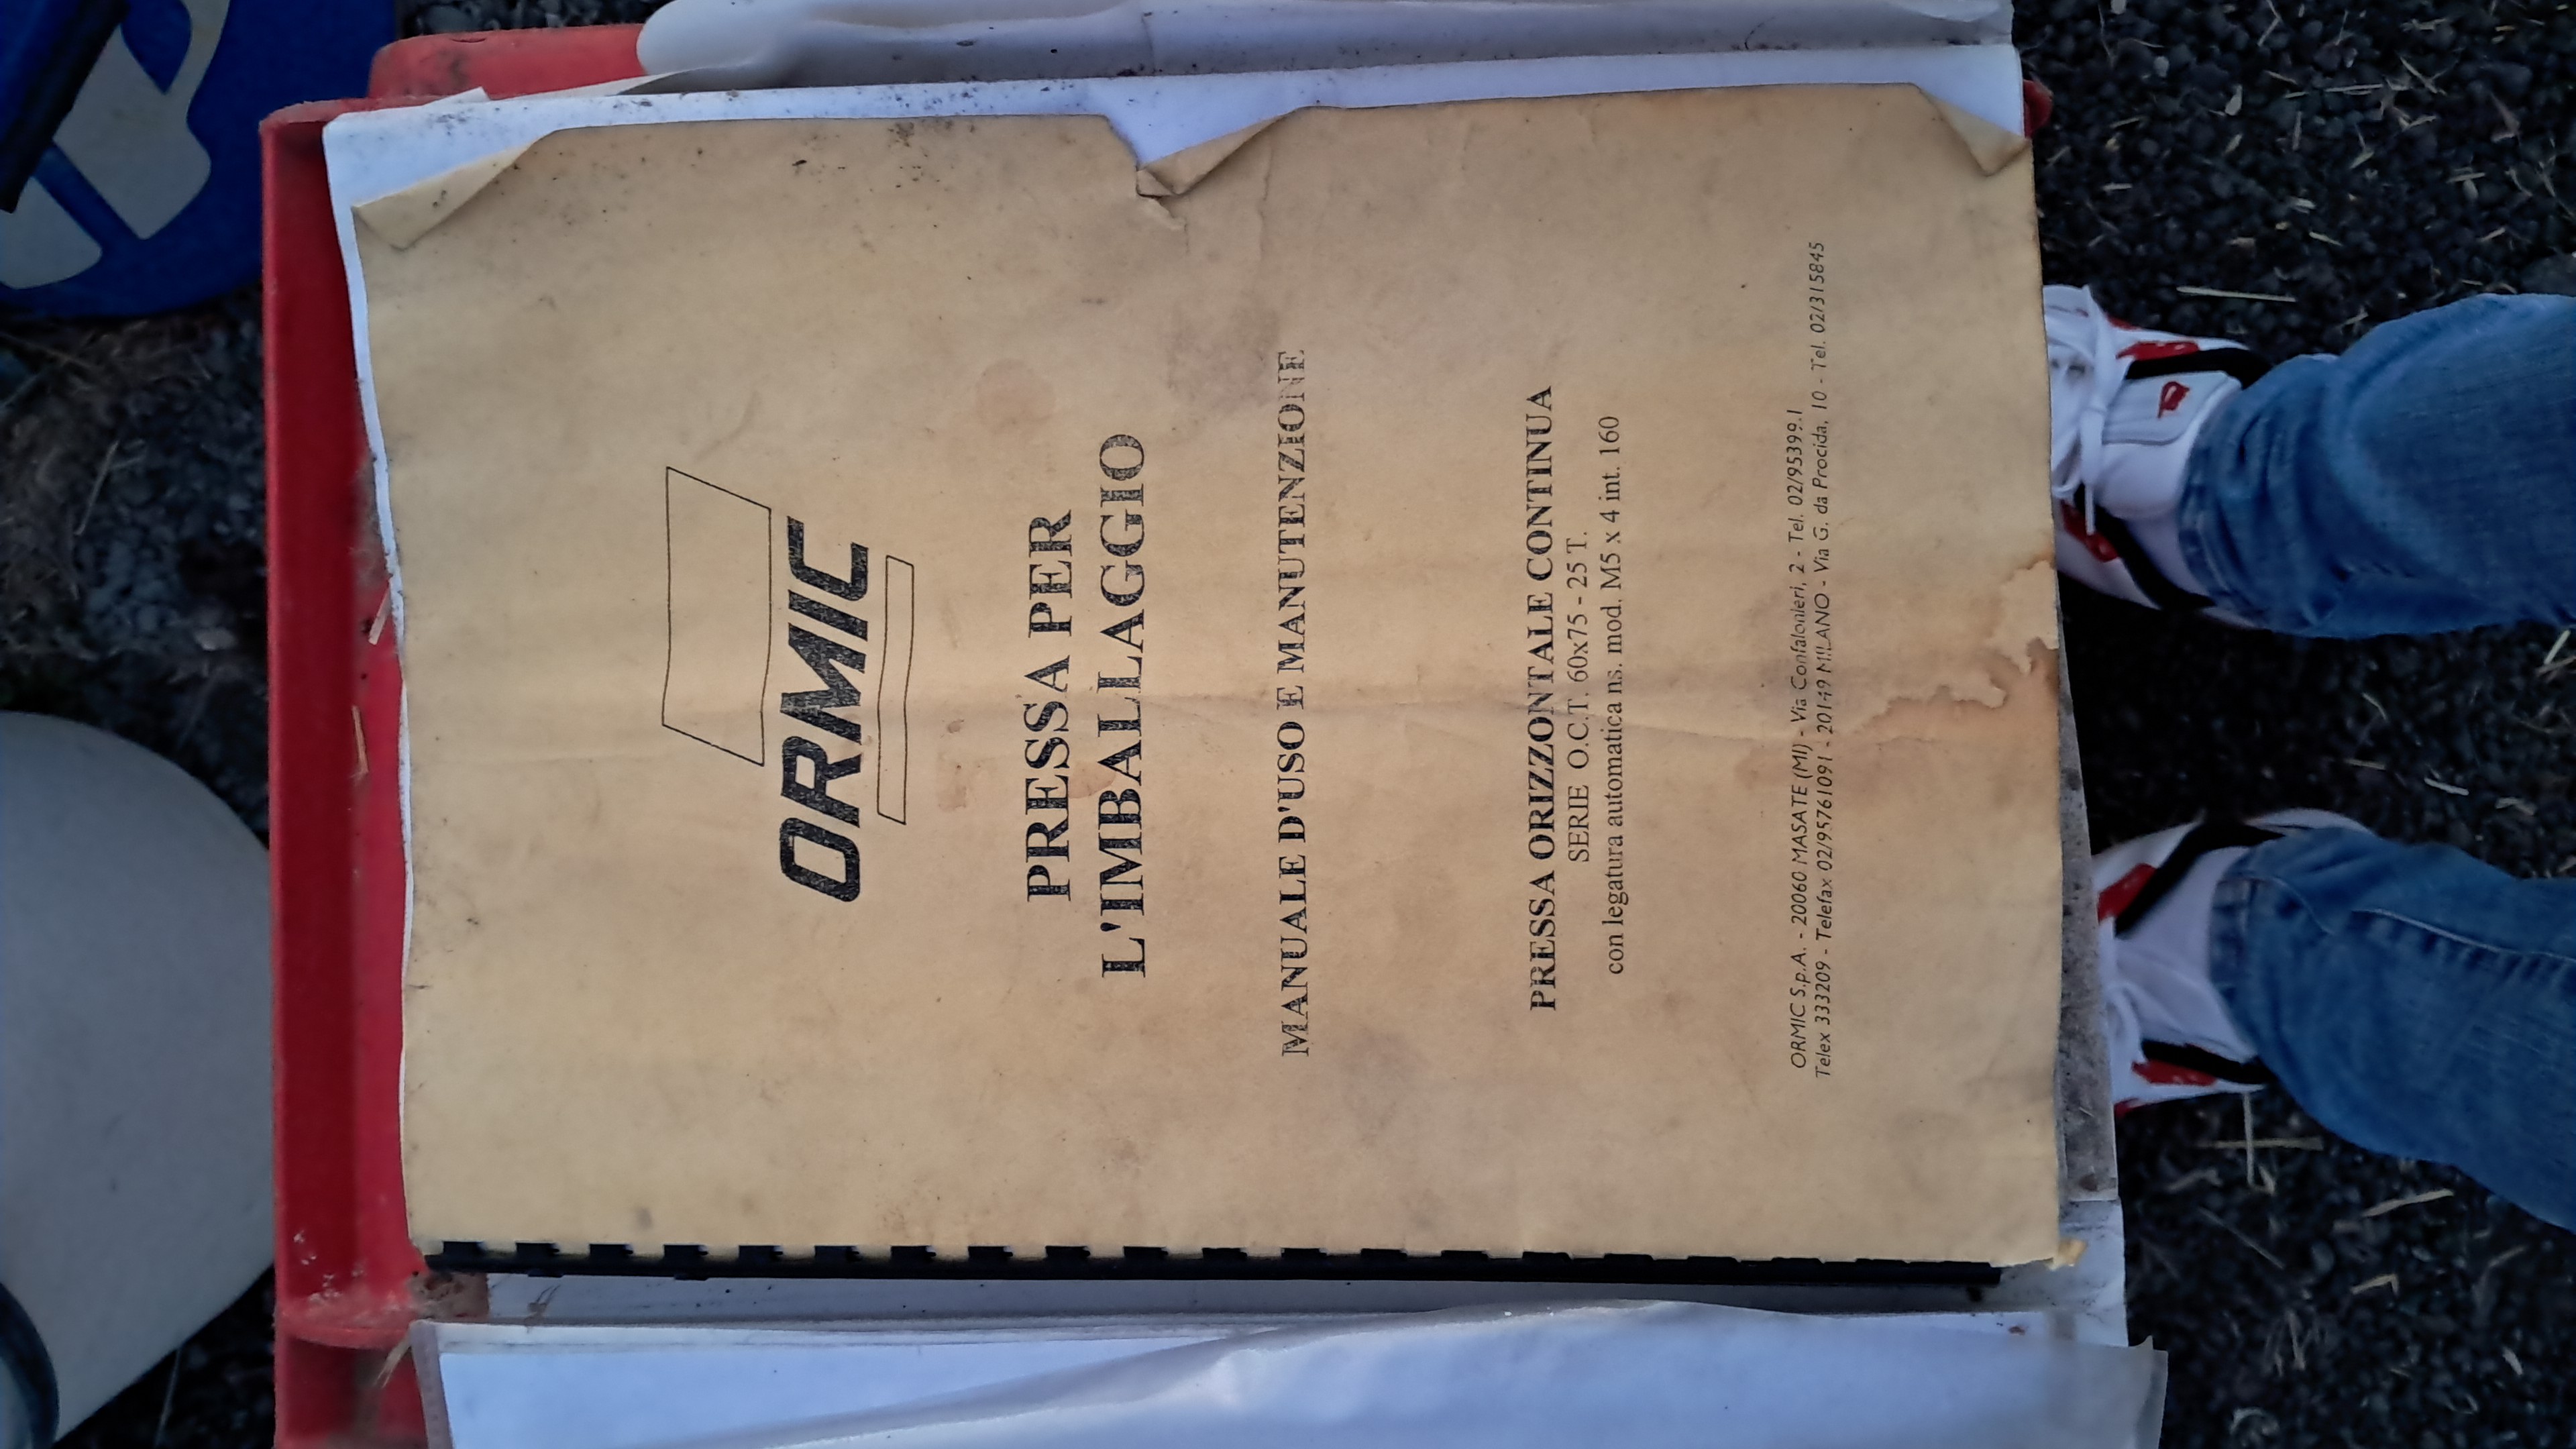 ORMIC
PRESSA PER
L'IMBALLAGGIO
MANUALE D'USO E MANUTENZIONE
PRESSA ORIZZONTALE CONTINUA
SERIE O.C.T. 60x75 - 25 T.
con legatura automatica ns. mod. M5 x 4 int. 160
ORMIC S.p.A. - 20060 MASATE (MI) - Via Confalonieri, 2 - Tel. 02/95399.1
Telex 333209 - Telefax 02/95761091 - 20149 MILANO - Via G. da Procida, 10 - Tel. 02/315845